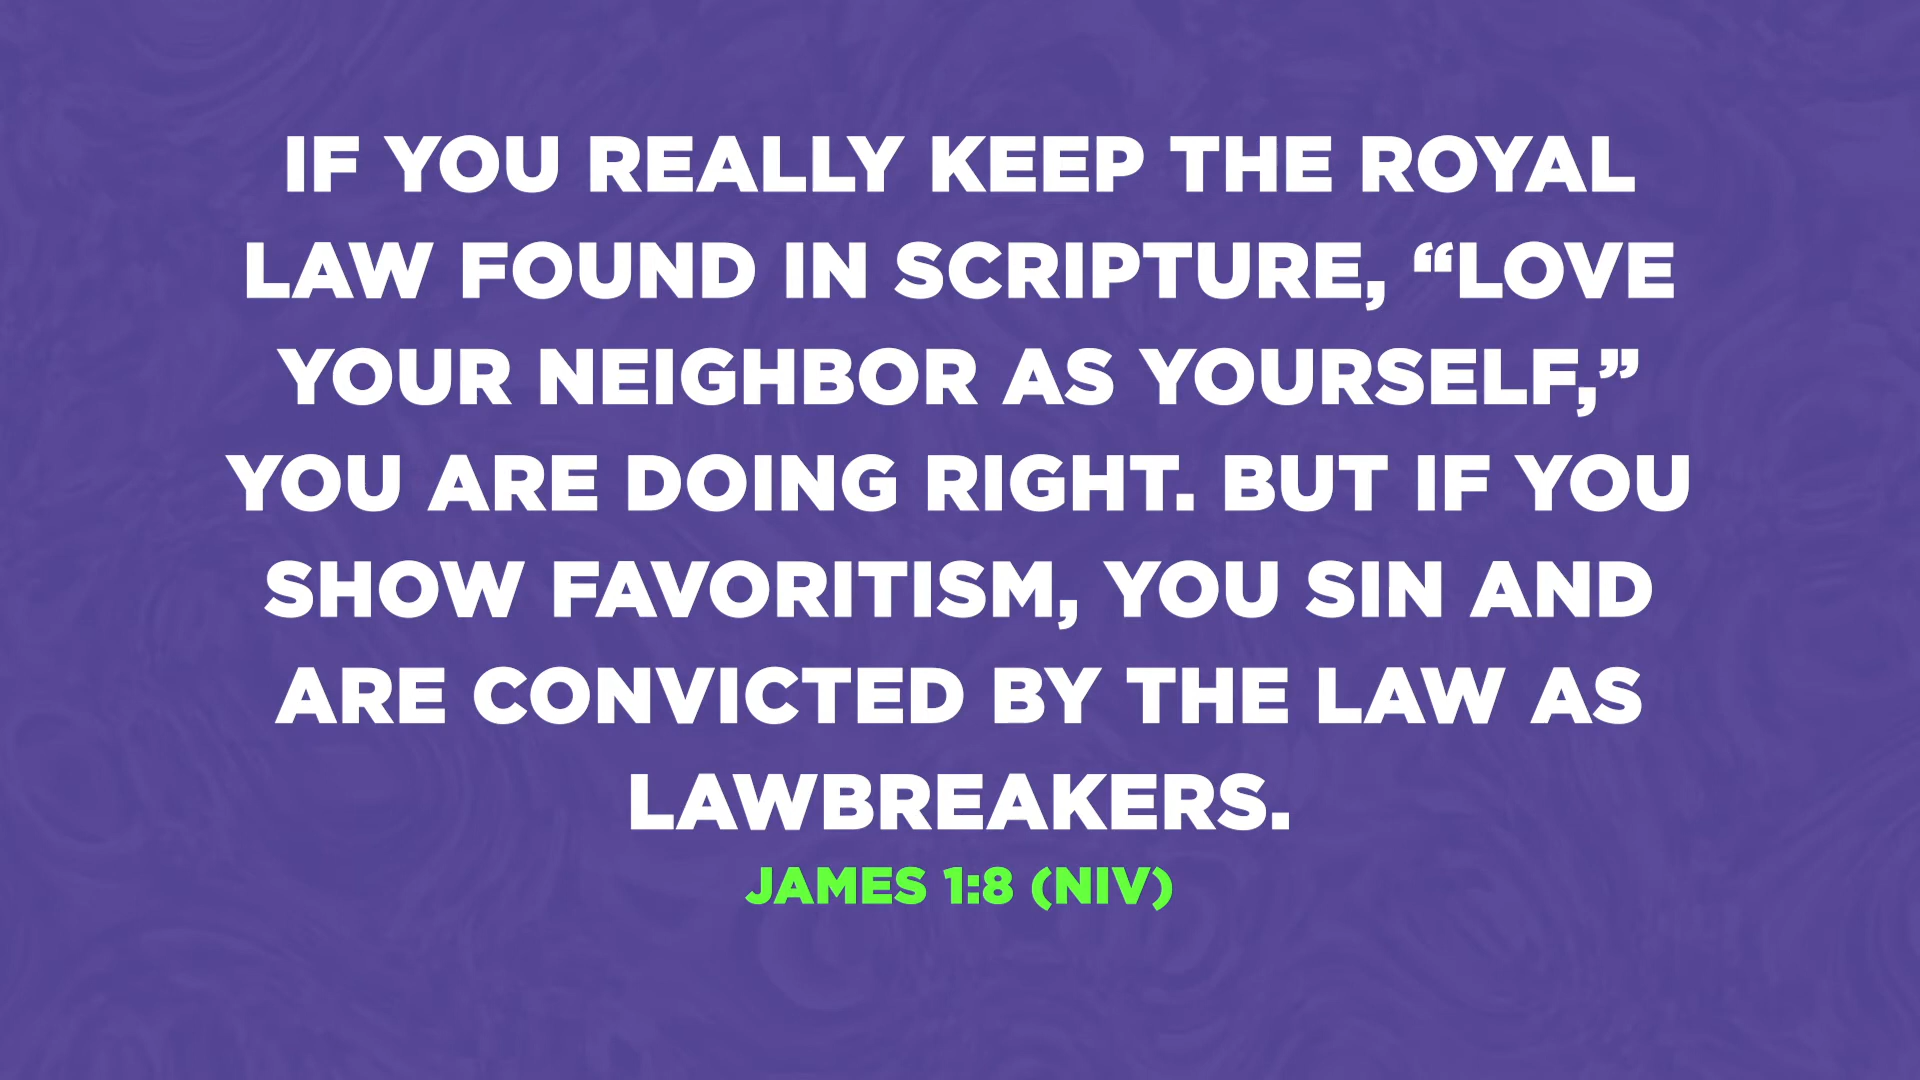 IF YOU REALLY KEEP THE ROYAL
LAW FOUND IN SCRIPTURE, “LOVE
YOUR NEIGHBOR AS YOURSELF,”
YOU ARE DOING RIGHT. BUT IF YOU
SHOW FAVORITISM, YOU SIN AND
ARE CONVICTED BY THE LAW AS
LAWBREAKERS.
JAMES 1:8 (NIV)